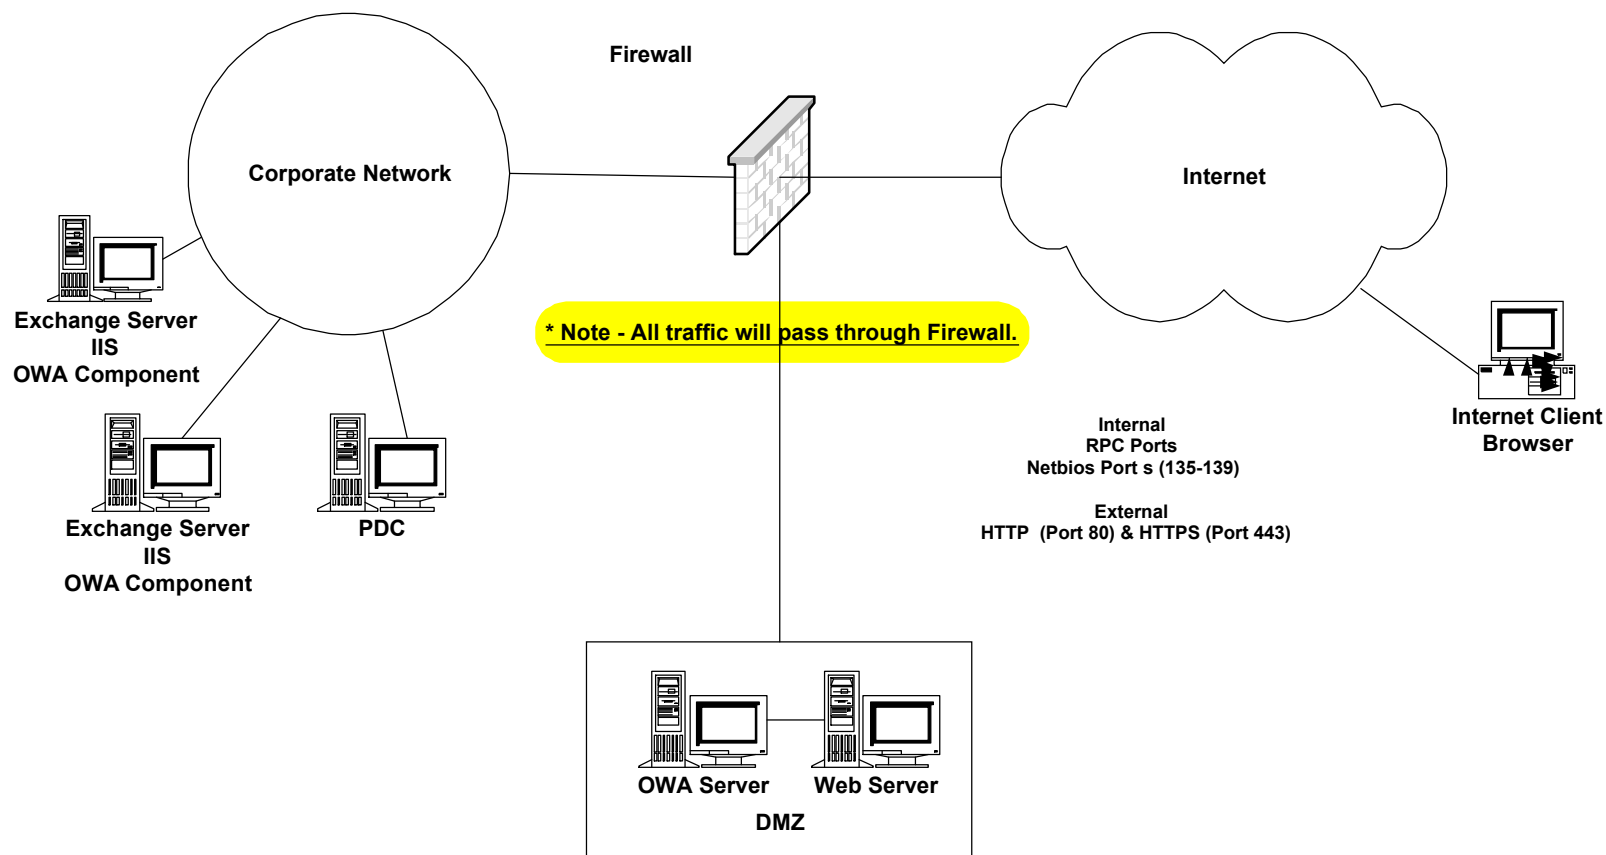 Firewall
Corporate Network
Internet
Exchange Server
IIS
OWA Component
* Note - All traffic will pass through Firewall.
Internet Client
Browser
Internal
RPC Ports
Netbios Port s (135-139)
External
HTTP  (Port 80) & HTTPS (Port 443)
Exchange Server
IIS
OWA Component
PDC
OWA Server
Web Server
DMZ